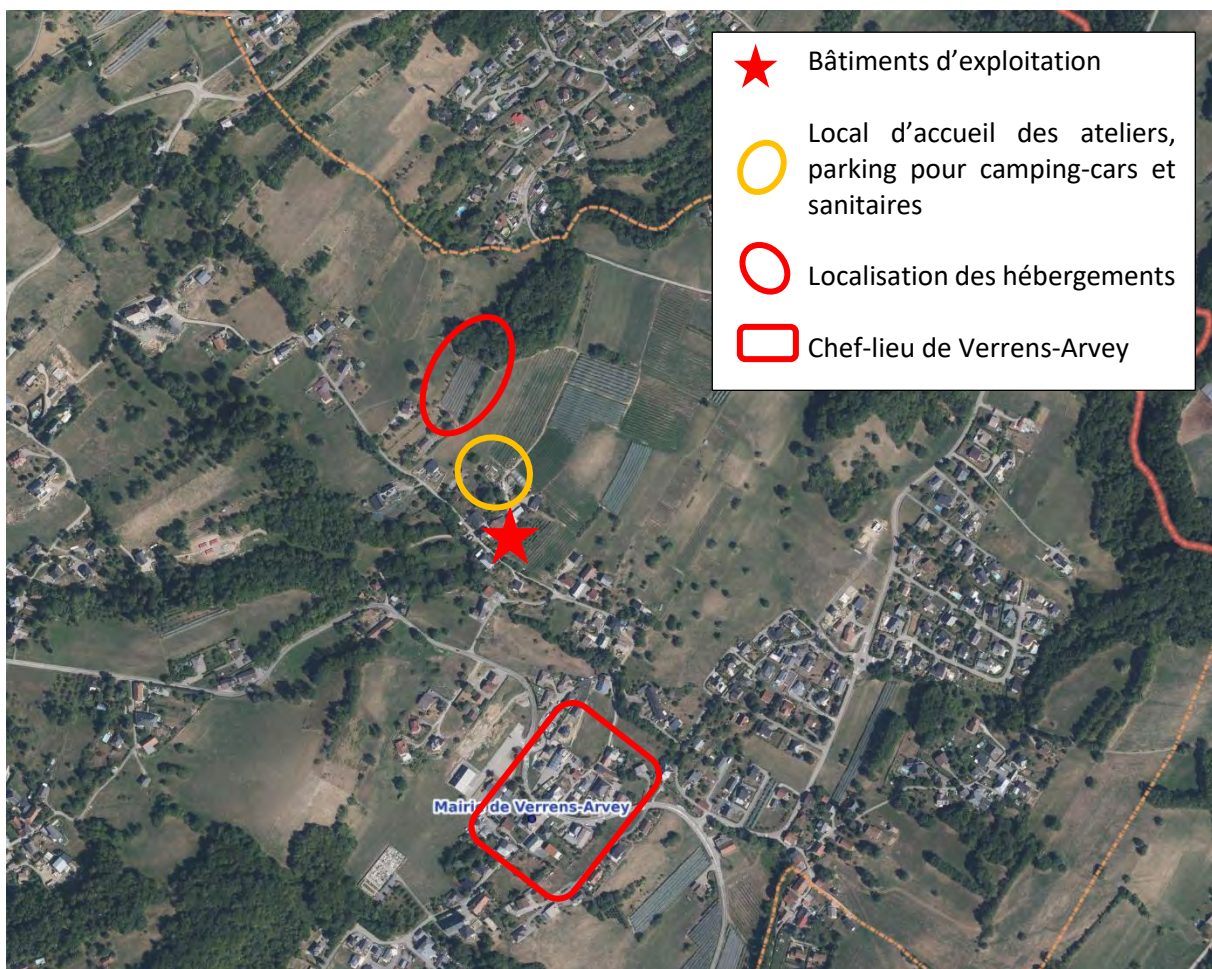 Bâtiments d’exploitation
Local d’accueil des ateliers,
parking pour camping-cars et
sanitaires
Localisation des hébergements
Chef-lieu de Verrens-Arvey
Mairie de Verrens-Arvey